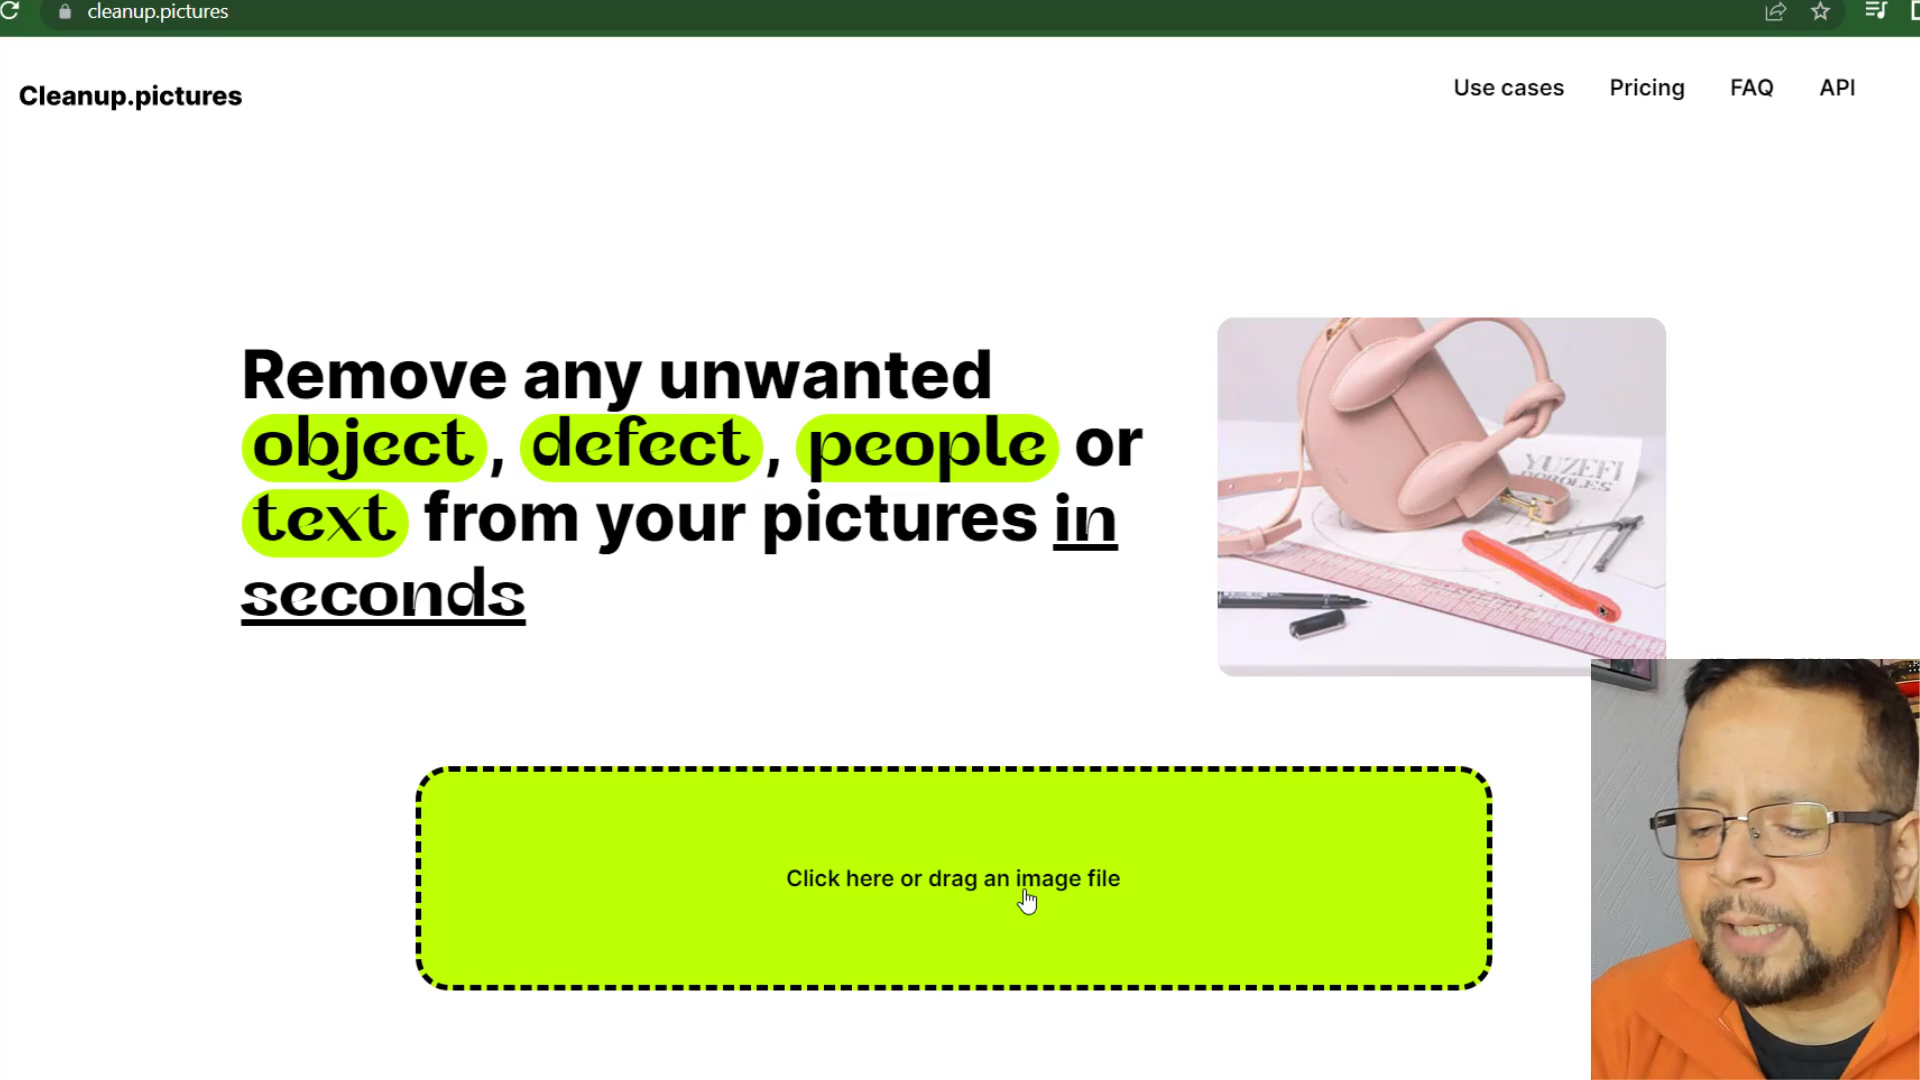 cleanup.pictures
Cleanup.pictures
Use cases Pricing FAQ API
Remove any unwanted
object, defect, people or
text from your pictures in
seconds
YUZEFI
Click here or drag an image file